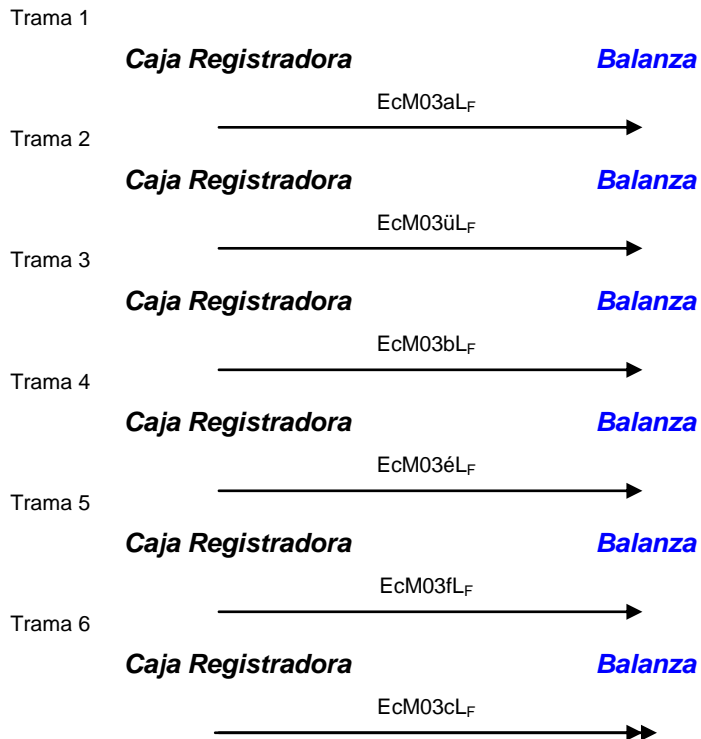 Trama 1
Caja Registradora Balanza
EcM03aLF
Trama 2
Caja Registradora Balanza
EcM03üLF
Trama 3
Caja Registradora Balanza
EcM03bLF
Trama 4
Caja Registradora Balanza
EcM03éLF
Trama 5
Caja Registradora Balanza
EcM03fLF
Trama 6
Caja Registradora Balanza
EcM03cLF